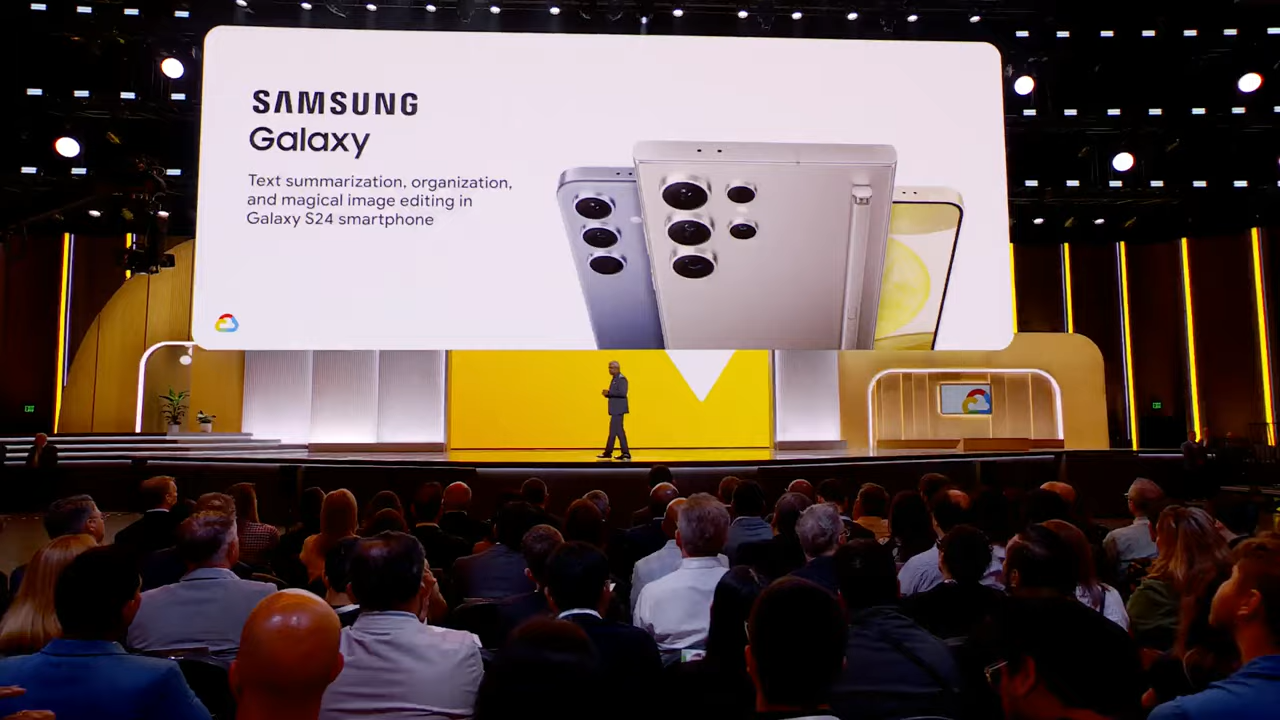 SAMSUNG
Galaxy
Text summarization, organization,
and magical image editing in
Galaxy S24 smartphone